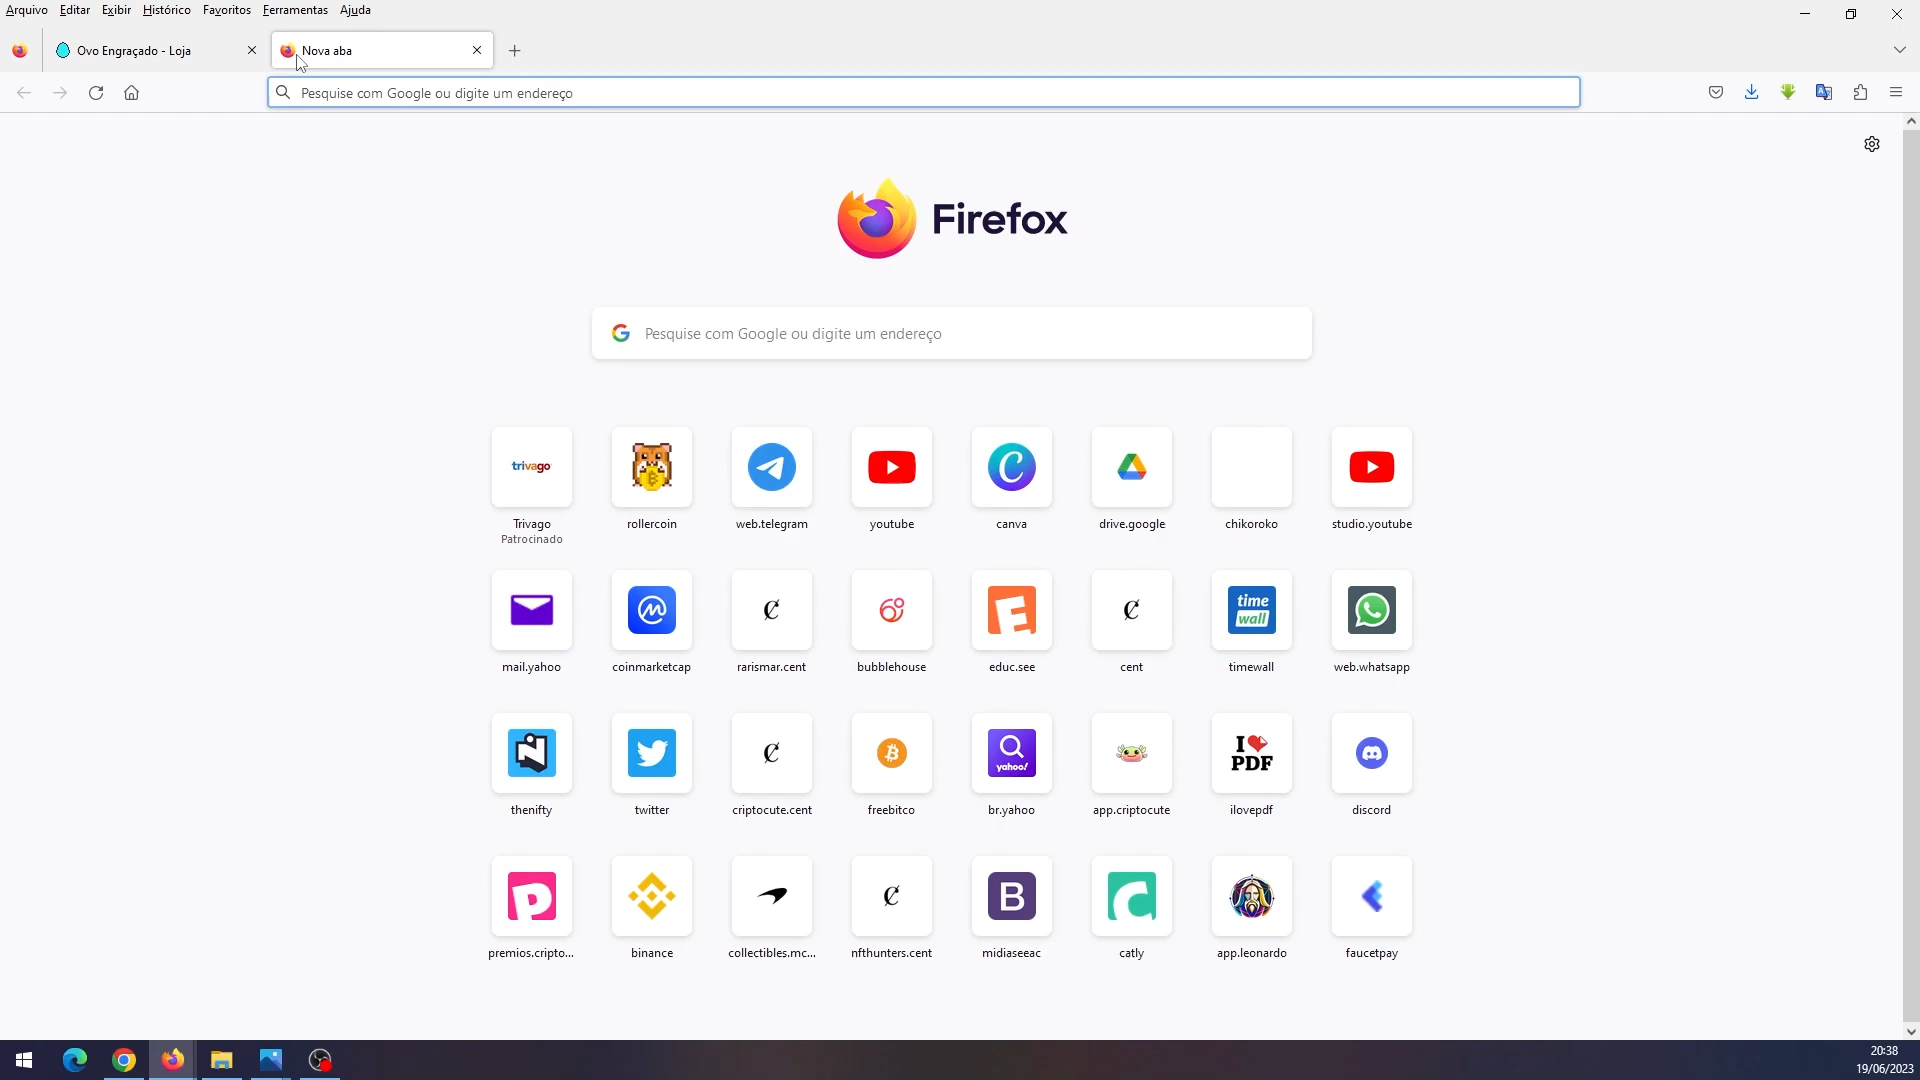 Arquivo Editar Exibir Histórico Favoritos Ferramentas Ajuda
Ovo Engraçado - Loja
Nova aba
Pesquise com Google ou digite um endereço
Firefox
Pesquise com Google ou digite um endereço
trivago
Trivago
Patrocinado
rollercoin
web.telegram
youtube
canva
drive.google
chikoroko
studio.youtube
time
wall
mail.yahoo
coinmarketcap
rarismar.cent
bubblehouse
educ.see
cent
timewall
web.whatsapp
yahoo!
I PDF
thenifty
twitter
criptocute.cent
freebitco
br.yahoo
app.criptocute
ilovepdf
discord
B
premios.cripto...
binance
collectibles.mc...
nfthunters.cent
midiaseeac
catly
app.leonardo
faucetpay
20:38
19/06/2023